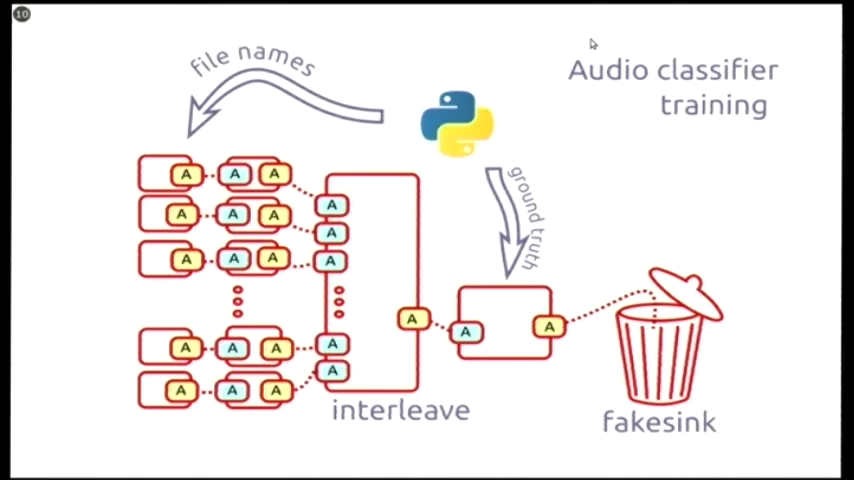 10
file names
Audio classifier
training
ground truth
A A A
A A A
A A A
A
A
A
A A A
A A A
A A A
A
A
interleave
fakesink